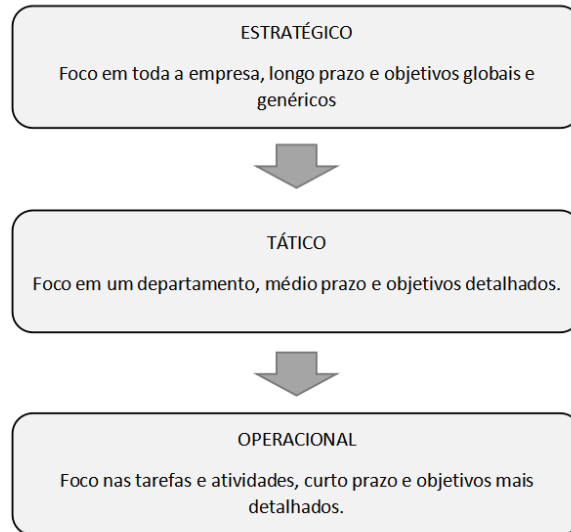 ESTRATÉGICO
Foco em toda a empresa, longo prazo e objetivos globais e
genéricos
TÁTICO
Foco em um departamento, médio prazo e objetivos detalhados.
OPERACIONAL
Foco nas tarefas e atividades, curto prazo e objetivos mais
detalhados.